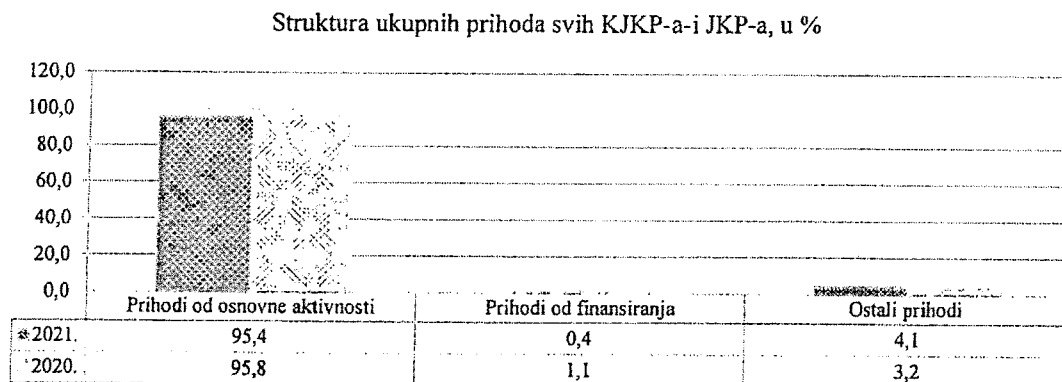 Struktura ukupnih prihoda svih KJKP-a-i JKP-a, u %
120,0
100,0
80,0
60,0
40,0
20,0
0,0
Prihodi od osnovne aktivnosti Prihodi od finansiranja Ostali prihodi
2021. 95,4 0,4 4,1
2020. 95,8 1,1 3,2